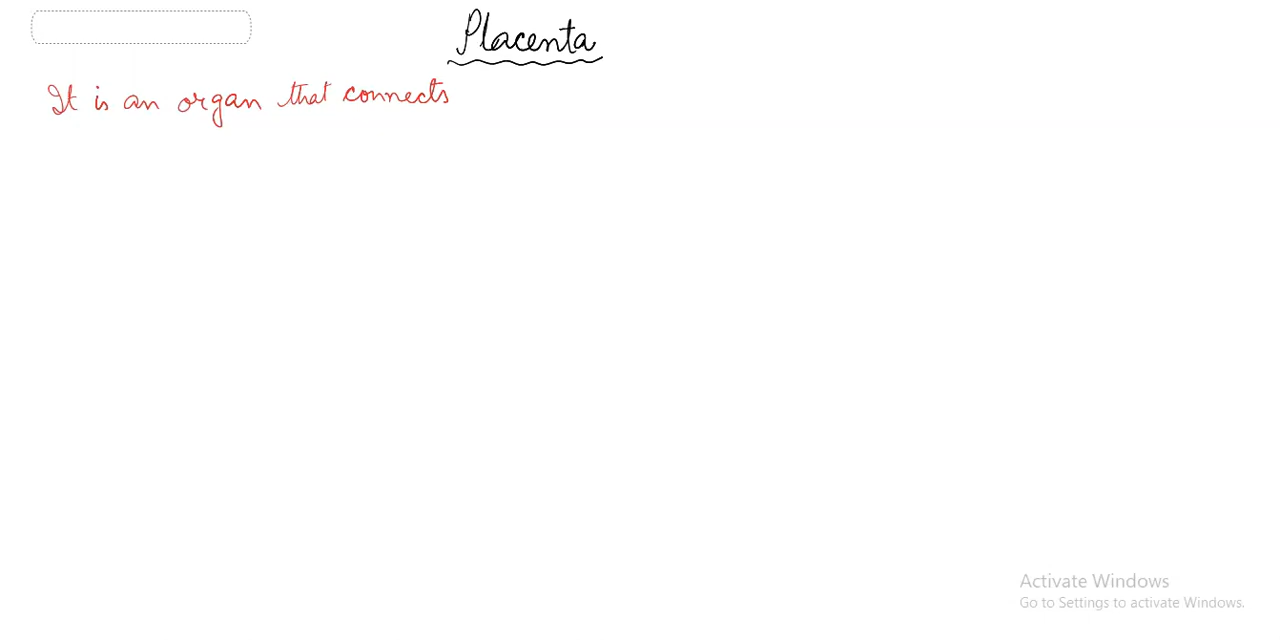 Placenta
It is an organ that connects
Activate Windows
Go to Settings to activate Windows.